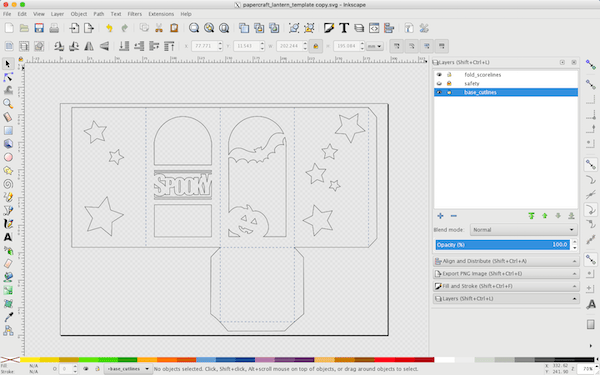 papercraft_lantern_template copy.svg - Inkscape
File Edit View Layer Object Path Text Filters Extensions Help
X: 77.771 Y: 11.545 W: 202.244 H: 105.084 mm
Layers (Shift+Ctrl+L)
fold_scorelines
safety
base_cutlines
SPOOKY
Blend mode: Normal
Opacity (%) 100.0
Align and Distribute (Shift+Ctrl+A)
Export PNG Image (Shift+Ctrl+E)
Fill and Stroke (Shift+Ctrl+F)
Layers (Shift+Ctrl+L)
Fill: N/A
Stroke: N/A
O: 0
•base_cutlines
No objects selected. Click, Shift+click, Alt+scroll mouse on top of objects, or drag around objects to select.
X: 332.62
Y: 241.90
Z: 70%